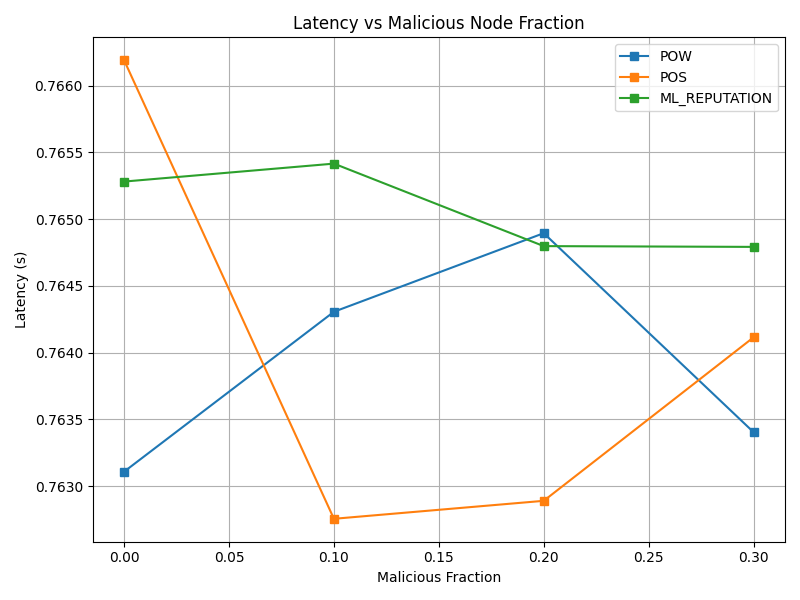 Latency vs Malicious Node Fraction
POW
POS
ML_REPUTATION
0.7660
0.7655
0.7650
0.7645
0.7640
0.7635
0.7630
Latency (s)
0.00 0.05 0.10 0.15 0.20 0.25 0.30
Malicious Fraction